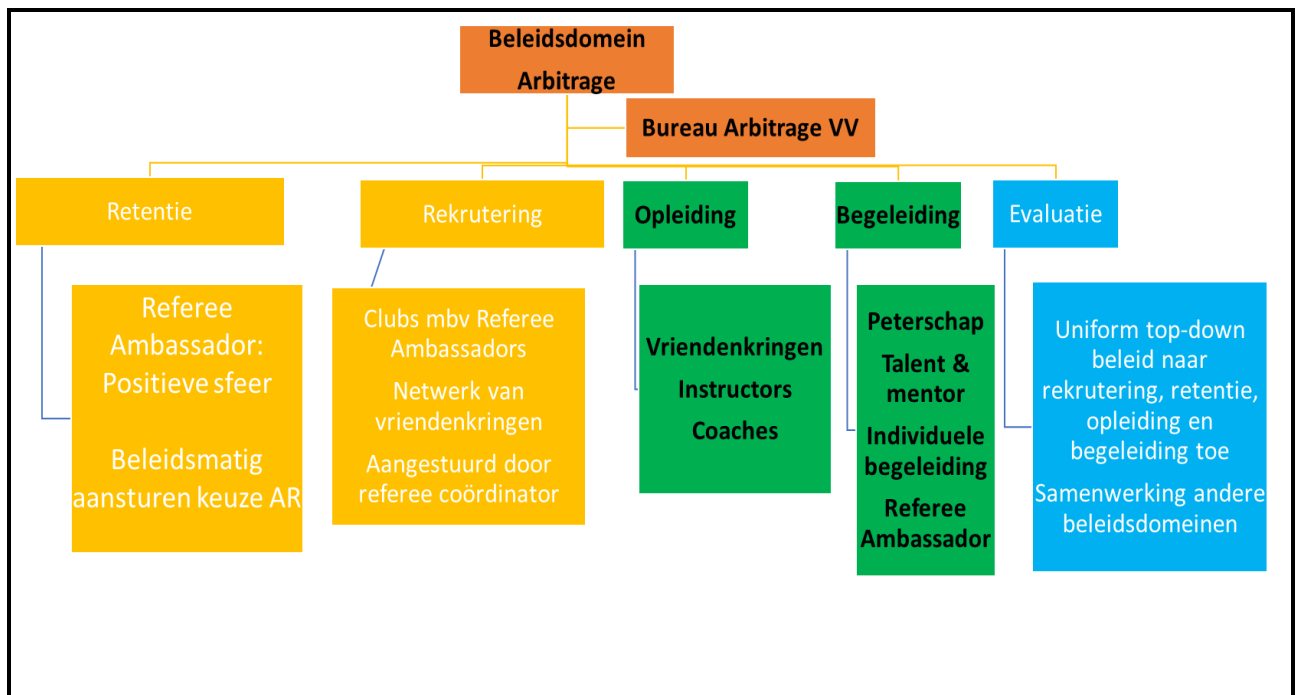 Beleidsdomein
Arbitrage
Bureau Arbitrage VV
Retentie
Rekrutering
Opleiding
Begeleiding
Evaluatie
Referee
Ambassador:
Positieve sfeer
Beleidsmatig
aansturen keuze AR
Clubs mbv Referee
Ambassadors
Netwerk van
vriendenkringen
Aangestuurd door
referee coördinator
Vriendenkringen
Instructors
Coaches
Peterschap
Talent &
mentor
Individuele
begeleiding
Referee
Ambassador
Uniform top-down
beleid naar
rekrutering, retentie,
opleiding en
begeleiding toe
Samenwerking andere
beleidsdomeinen